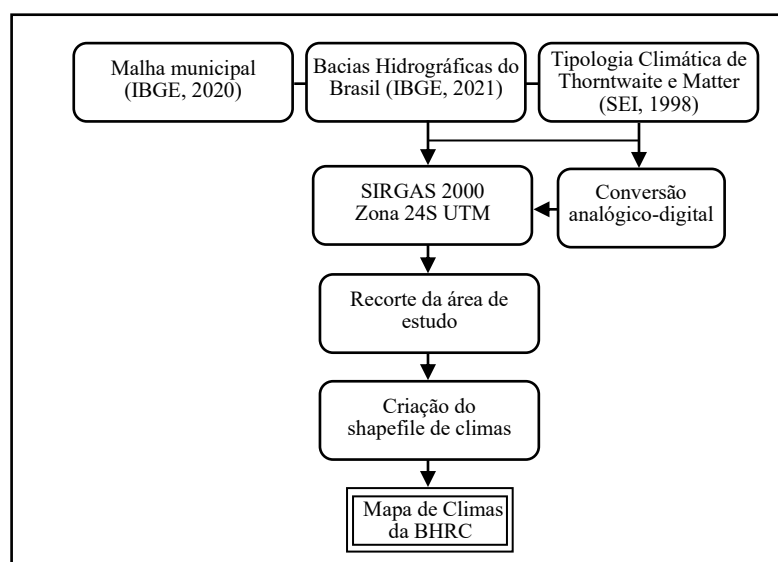 Malha municipal
(IBGE, 2020)
Bacias Hidrográficas do
Brasil (IBGE, 2021)
Tipologia Climática de
Thorntwaite e Matter
(SEI, 1998)
SIRGAS 2000
Zona 24S UTM
Conversão
analógico-digital
Recorte da área de
estudo
Criação do
shapefile de climas
Mapa de Climas
da BHRC